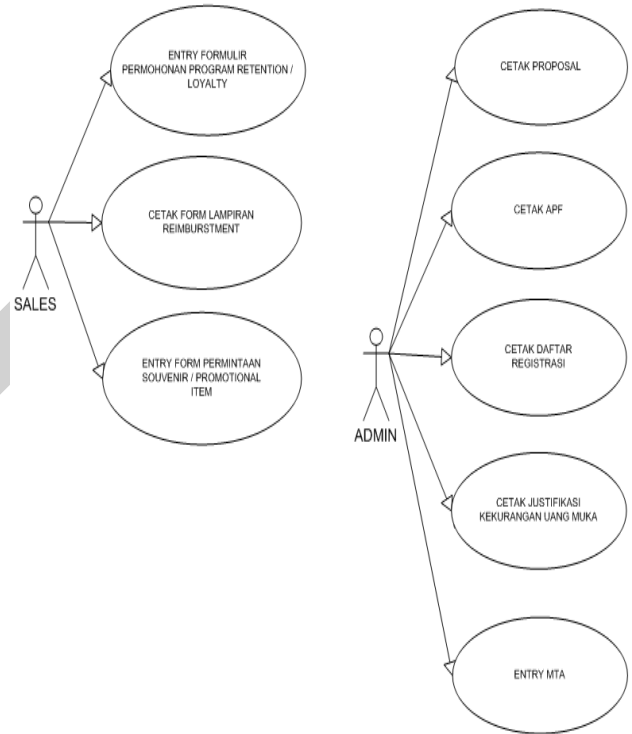 ENTRY FORMULIR
PERMOHONAN PROGRAM RETENTION /
LOYALTY
CETAK FORM LAMPIRAN
REIMBURSTMENT
SALES
ENTRY FORM PERMINTAAN
SOUVENIR / PROMOTIONAL
ITEM
CETAK PROPOSAL
CETAK APF
CETAK DAFTAR
REGISTRASI
ADMIN
CETAK JUSTIFIKASI
KEKURANGAN UANG MUKA
ENTRY MTA